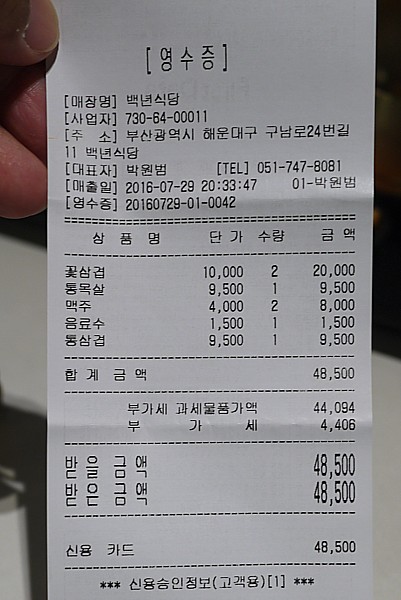 [영수증]
[매장명] 백년식당
[사업자] 730-64-00011
[주 소] 부산광역시 해운대구 구남로24번길
11 백년식당
[대표자] 박원범 [TEL] 051-747-8081
[매출일] 2016-07-29 20:33:47 01-박원범
[영수증] 20160729-01-0042
상 품 명 단 가 수량 금 액
꽃삼겹 10,000 2 20,000
통목살 9,500 1 9,500
맥주 4,000 2 8,000
음료수 1,500 1 1,500
통삼겹 9,500 1 9,500
합 계 금 액 48,500
부가세 과세물품가액 44,094
부 가 세 4,406
받 을 금 액 48,500
받 은 금 액 48,500
신용 카드 48,500
*** 신용승인정보(고객용)[1] ***